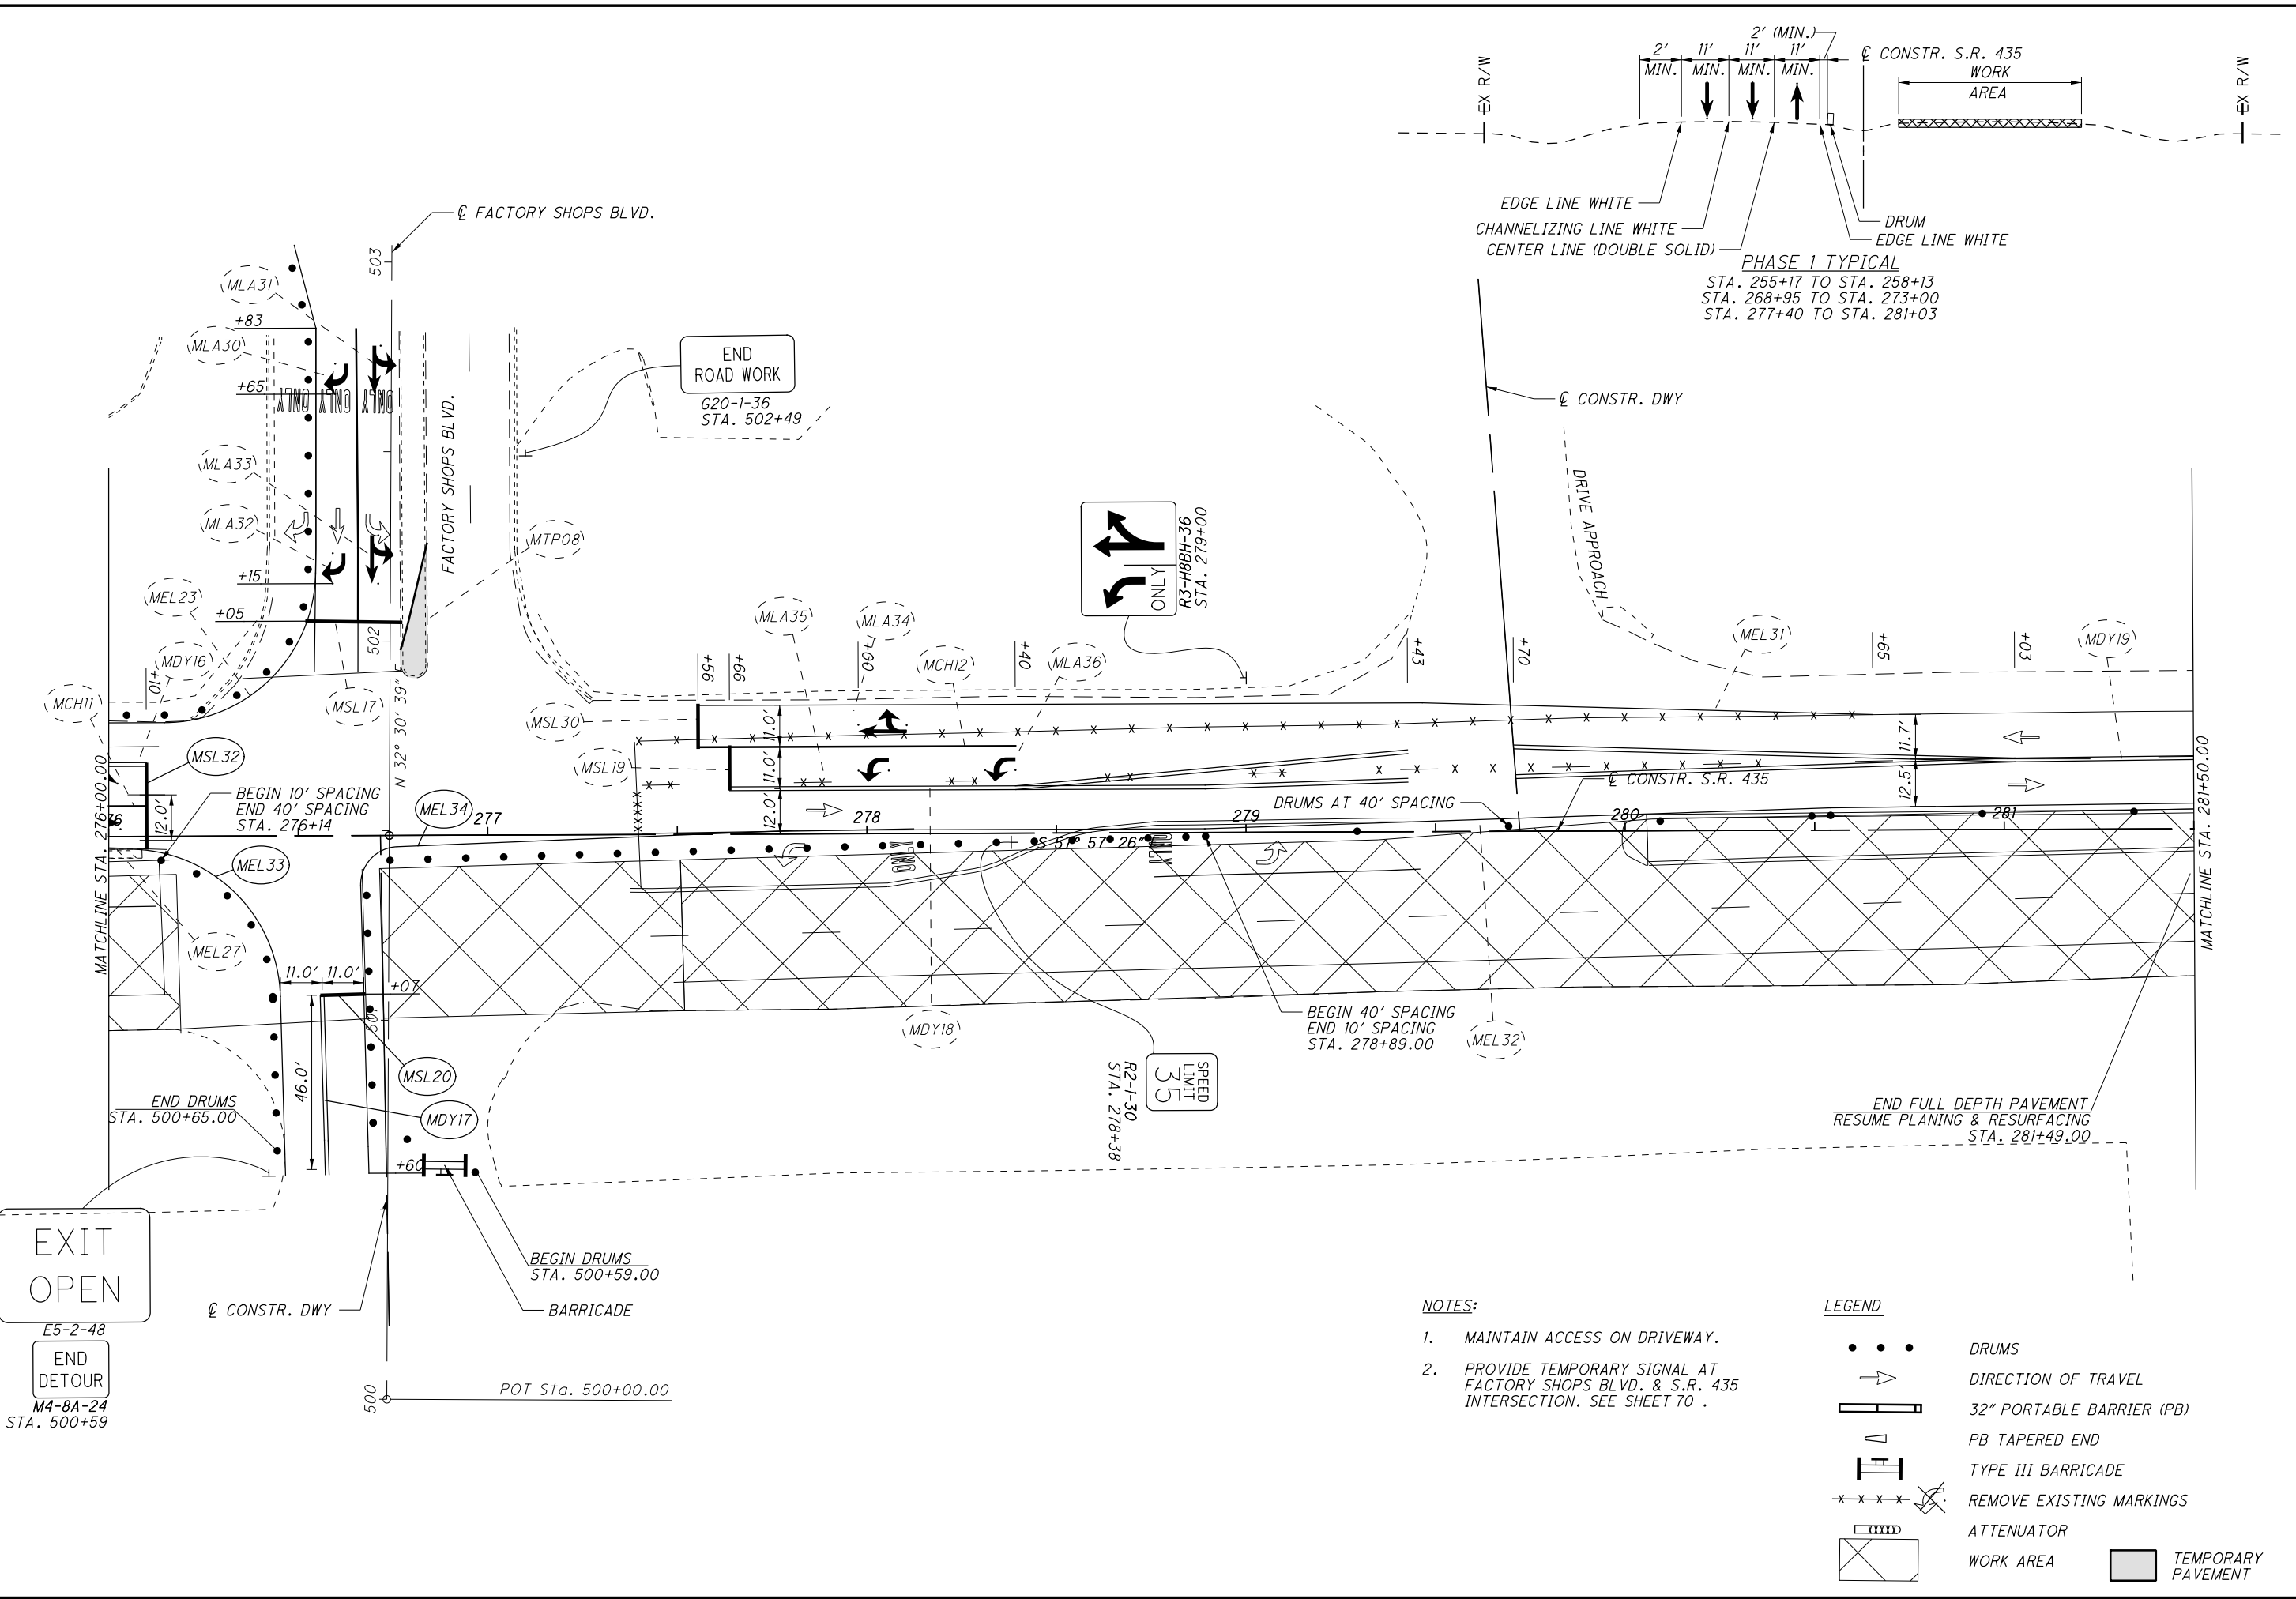 2' (MIN.)
2' 11' 11' 11'
MIN. MIN. MIN. MIN.
℄ CONSTR. S.R. 435
WORK
AREA
EX R/W
EX R/W
EDGE LINE WHITE
CHANNELIZING LINE WHITE
CENTER LINE (DOUBLE SOLID)
DRUM
EDGE LINE WHITE
PHASE 1 TYPICAL
STA. 255+17 TO STA. 258+13
STA. 268+95 TO STA. 273+00
STA. 277+40 TO STA. 281+03
℄ FACTORY SHOPS BLVD.
503
MLA31
+83
MLA30
+65
ONLY ONLY ONLY
FACTORY SHOPS BLVD.
END
ROAD WORK
G20-1-36
STA. 502+49
MLA33
MLA32
MTP08
+15
MEL23
+05
502
MDY16
+10
MCH11
MSL17
N 32° 30' 39"
℄ CONSTR. DWY
DRIVE APPROACH
ONLY
R3-H8BH-36
STA. 279+00
MLA35
MLA34
MCH12
MLA36
+56
+66
+00
+40
+43
+70
MEL31
+65
+03
MDY19
MSL30
MSL19
11.0'
11.0'
12.0'
11.7'
12.5'
MATCHLINE STA. 276+00.00
MATCHLINE STA. 281+50.00
MSL32
BEGIN 10' SPACING
END 40' SPACING
STA. 276+14
12.0'
MEL34
MEL33
277
278
279
280
281
DRUMS AT 40' SPACING
℄ CONSTR. S.R. 435
S 57° 57' 26"
ONLY
ONLY
MEL27
11.0' 11.0'
+07
501
46.0'
MSL20
MDY17
MDY18
BEGIN 40' SPACING
END 10' SPACING
STA. 278+89.00
MEL32
SPEED
LIMIT
35
R2-1-30
STA. 278+38
END DRUMS
STA. 500+65.00
+60
END FULL DEPTH PAVEMENT
RESUME PLANING & RESURFACING
STA. 281+49.00
EXIT
OPEN
E5-2-48
END
DETOUR
M4-8A-24
STA. 500+59
BEGIN DRUMS
STA. 500+59.00
℄ CONSTR. DWY
BARRICADE
500
POT Sta. 500+00.00
NOTES:
1. MAINTAIN ACCESS ON DRIVEWAY.
2. PROVIDE TEMPORARY SIGNAL AT
FACTORY SHOPS BLVD. & S.R. 435
INTERSECTION. SEE SHEET 70 .
LEGEND
DRUMS
DIRECTION OF TRAVEL
32" PORTABLE BARRIER (PB)
PB TAPERED END
TYPE III BARRICADE
REMOVE EXISTING MARKINGS
ATTENUATOR
WORK AREA
TEMPORARY
PAVEMENT